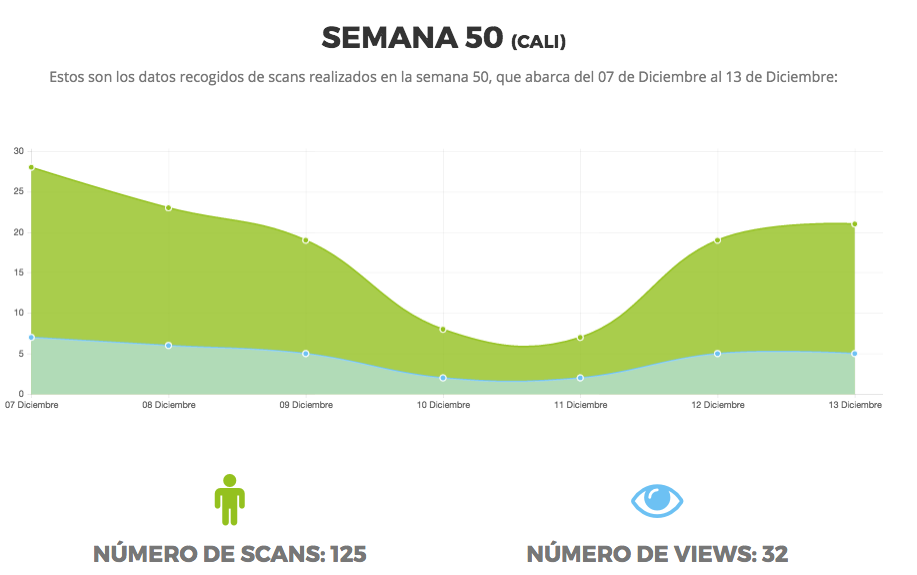 SEMANA 50 (CALI)
Estos son los datos recogidos de scans realizados en la semana 50, que abarca del 07 de Diciembre al 13 de Diciembre:
30
25
20
15
10
5
0
07 Diciembre 08 Diciembre 09 Diciembre 10 Diciembre 11 Diciembre 12 Diciembre 13 Diciembre
NÚMERO DE SCANS: 125 NÚMERO DE VIEWS: 32